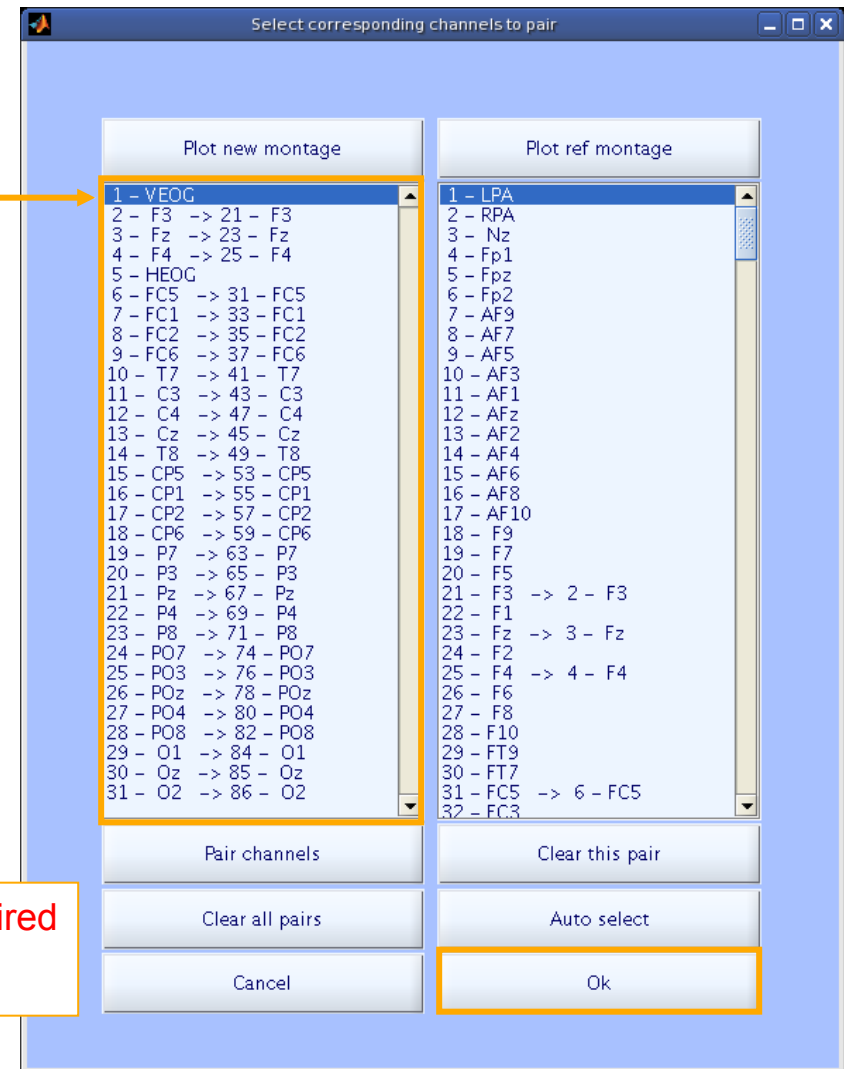 Select corresponding channels to pair
Plot new montage
Plot ref montage
1 – VEOG
2 – F3 –> 21 – F3
3 – Fz –> 23 – Fz
4 – F4 –> 25 – F4
5 – HEOG
6 – FC5 –> 31 – FC5
7 – FC1 –> 33 – FC1
8 – FC2 –> 35 – FC2
9 – FC6 –> 37 – FC6
10 – T7 –> 41 – T7
11 – C3 –> 43 – C3
12 – C4 –> 47 – C4
13 – Cz –> 45 – Cz
14 – T8 –> 49 – T8
15 – CP5 –> 53 – CP5
16 – CP1 –> 55 – CP1
17 – CP2 –> 57 – CP2
18 – CP6 –> 59 – CP6
19 – P7 –> 63 – P7
20 – P3 –> 65 – P3
21 – Pz –> 67 – Pz
22 – P4 –> 69 – P4
23 – P8 –> 71 – P8
24 – PO7 –> 74 – PO7
25 – PO3 –> 76 – PO3
26 – POz –> 78 – POz
27 – PO4 –> 80 – PO4
28 – PO8 –> 82 – PO8
29 – O1 –> 84 – O1
30 – Oz –> 85 – Oz
31 – O2 –> 86 – O2
1 – LPA
2 – RPA
3 – Nz
4 – Fp1
5 – Fpz
6 – Fp2
7 – AF9
8 – AF7
9 – AF5
10 – AF3
11 – AF1
12 – AFz
13 – AF2
14 – AF4
15 – AF6
16 – AF8
17 – AF10
18 – F9
19 – F7
20 – F5
21 – F3 –> 2 – F3
22 – F1
23 – Fz –> 3 – Fz
24 – F2
25 – F4 –> 4 – F4
26 – F6
27 – F8
28 – F10
29 – FT9
30 – FT7
31 – FC5 –> 6 – FC5
32 – FC3
Pair channels
Clear this pair
ired
Clear all pairs
Auto select
Cancel
Ok